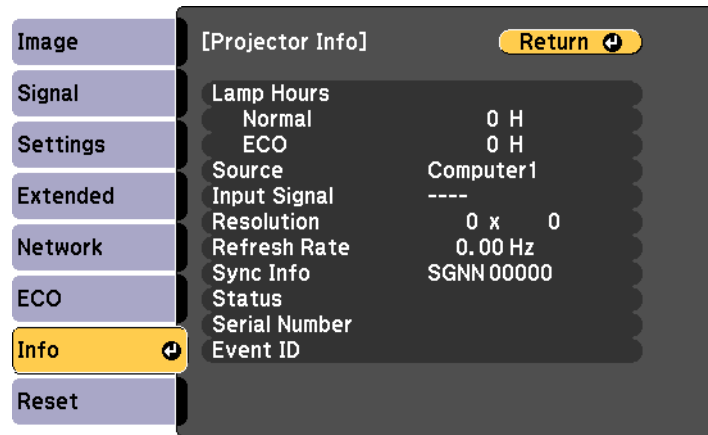 Image
Signal
Settings
Extended
Network
ECO
Info
Reset
[Projector Info]
Return
Lamp Hours
Normal 0 H
ECO 0 H
Source Computer1
Input Signal ----
Resolution 0 x 0
Refresh Rate 0.00 Hz
Sync Info SGNN 00000
Status
Serial Number
Event ID